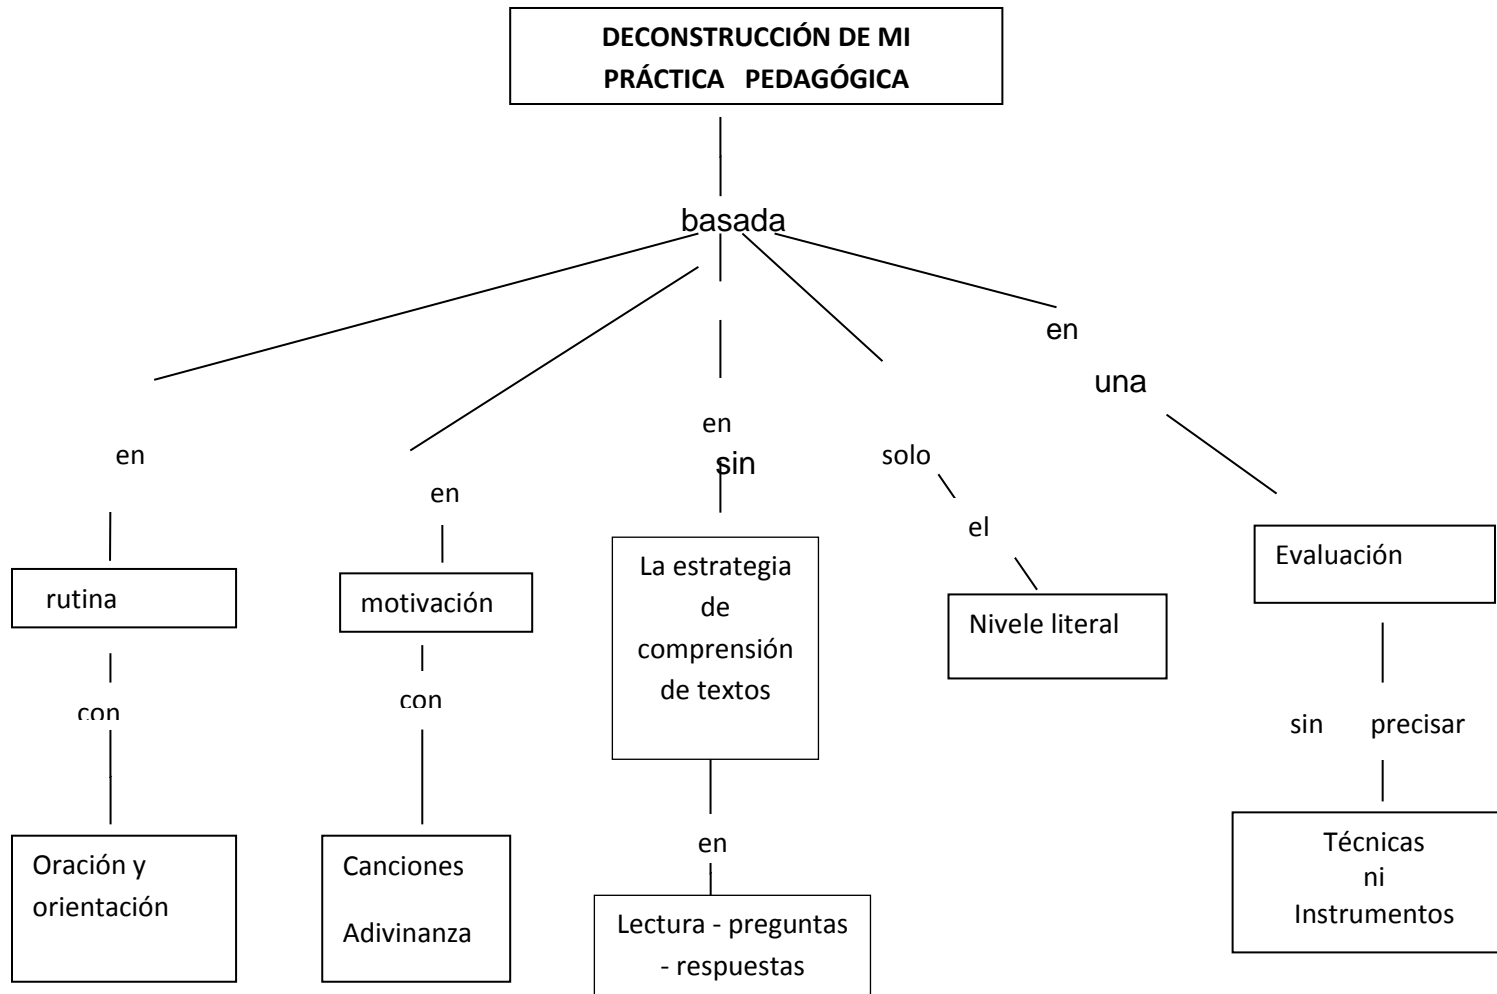 DECONSTRUCCIÓN DE MI
PRÁCTICA PEDAGÓGICA
basada
en
una
en
sin
solo
en
en
el
rutina
motivación
La estrategia
de
comprensión
de textos
Nivele literal
Evaluación
con
con
sin precisar
en
Oración y
orientación
Canciones
Adivinanza
Lectura - preguntas
- respuestas
Técnicas
ni
Instrumentos